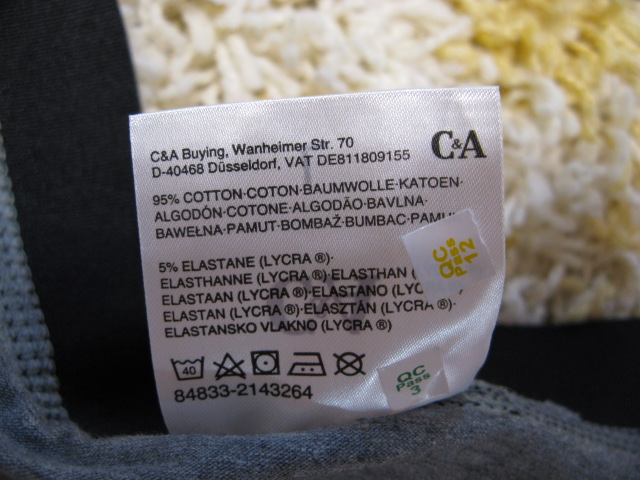 C&A Buying, Wanheimer Str. 70
D-40468 Düsseldorf, VAT DE811809155
C&A
95% COTTON·COTON·BAUMWOLLE·KATOEN·
ALGODÓN·COTONE·ALGODÃO·BAVLNA·
BAWEŁNA·PAMUT·BOMBAŽ·BUMBAC·PAMU
5% ELASTANE (LYCRA ®)·
ELASTHANNE (LYCRA ®)·ELASTHAN (
ELASTAAN (LYCRA ®)·ELASTANO (LYC
ELASTAN (LYCRA ®)·ELASZTÁN (LYCRA ®)·
ELASTANSKO VLAKNO (LYCRA ®)
QC
Pass
12
40
84833-2143264
QC
Pass
3